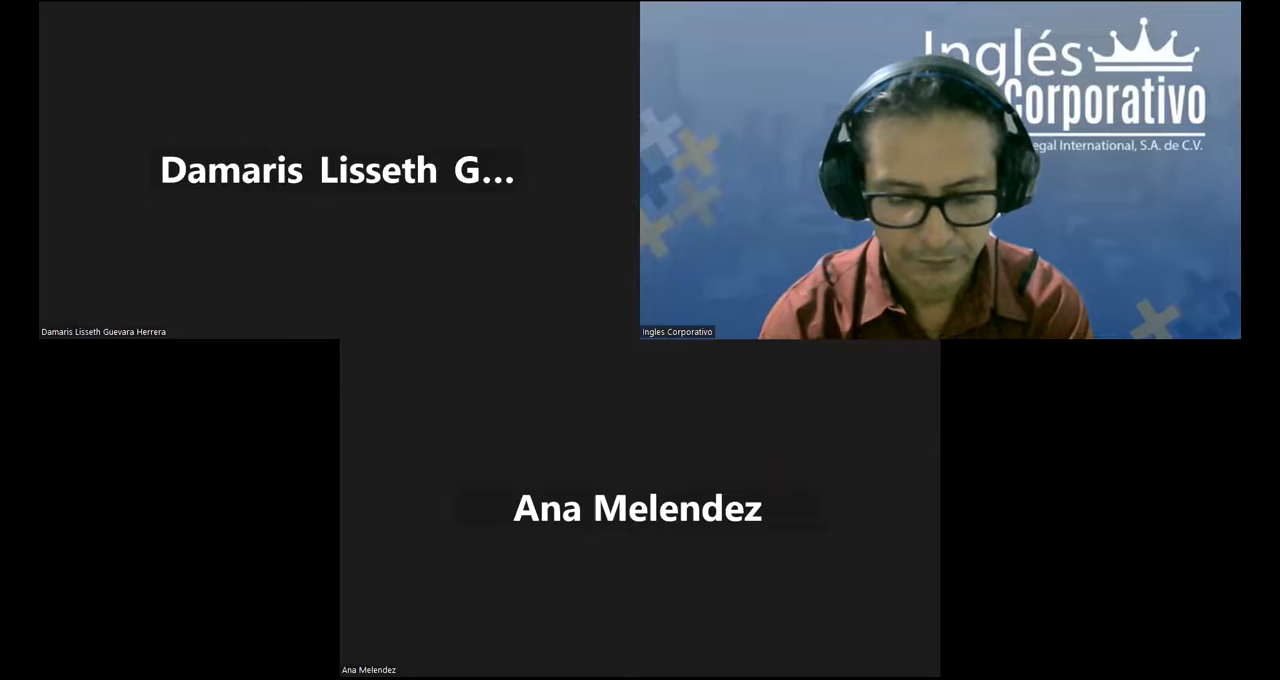 Damaris Lisseth G...
Damaris Lisseth Guevara Herrera
Inglés
Corporativo
egal International, S.A. de C.V.
Ingles Corporativo
Ana Melendez
Ana Melendez